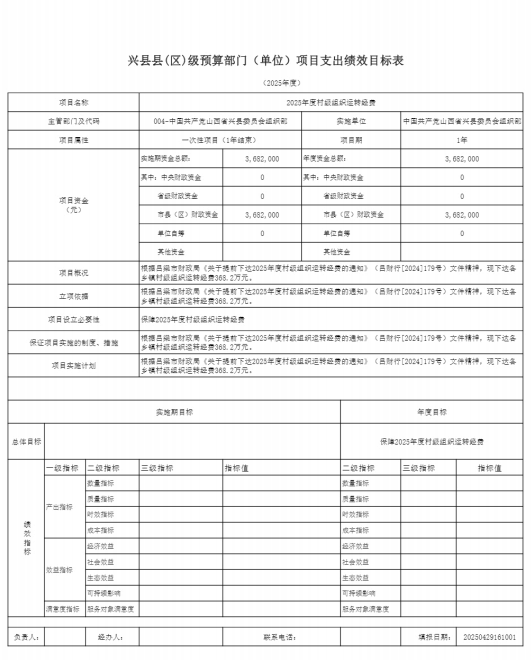 兴县县(区)级预算部门（单位）项目支出绩效目标表
（2025年度）
项目名称 2025年度村级组织运转经费
主管部门及代码 004-中国共产党山西省兴县委员会组织部 实施单位 中国共产党山西省兴县委员会组织部
项目属性 一次性项目（1年结束） 项目期 1年
项目资金
（元）
实施期资金总额： 3,682,000 年度资金总额： 3,682,000
其中：中央财政资金 0 其中：中央财政资金 0
省级财政资金 0 省级财政资金 0
市县（区）财政资金 3,682,000 市县（区）财政资金 3,682,000
单位自筹 0 单位自筹 0
其他资金 其他资金
项目概况 根据吕梁市财政局《关于提前下达2025年度村级组织运转经费的通知》（吕财行[2024]179号）文件精神，现下达各
乡镇村级组织运转经费368.2万元。
立项依据 根据吕梁市财政局《关于提前下达2025年度村级组织运转经费的通知》（吕财行[2024]179号）文件精神，现下达各
乡镇村级组织运转经费368.2万元。
项目设立必要性 保障2025年度村级组织运转经费
保证项目实施的制度、措施 根据吕梁市财政局《关于提前下达2025年度村级组织运转经费的通知》（吕财行[2024]179号）文件精神，现下达各
乡镇村级组织运转经费368.2万元。
项目实施计划 根据吕梁市财政局《关于提前下达2025年度村级组织运转经费的通知》（吕财行[2024]179号）文件精神，现下达各
乡镇村级组织运转经费368.2万元。
实施期目标 年度目标
总体目标 保障2025年度村级组织运转经费
绩效指标
一级指标 二级指标 三级指标 指标值 二级指标 三级指标 指标值
产出指标 数量指标 数量指标
质量指标 质量指标
时效指标 时效指标
成本指标 成本指标
效益指标 经济效益 经济效益
社会效益 社会效益
生态效益 生态效益
可持续影响 可持续影响
满意度指标 服务对象满意度 服务对象满意度
负责人： 经办人： 联系电话： 填报日期： 20250429161001